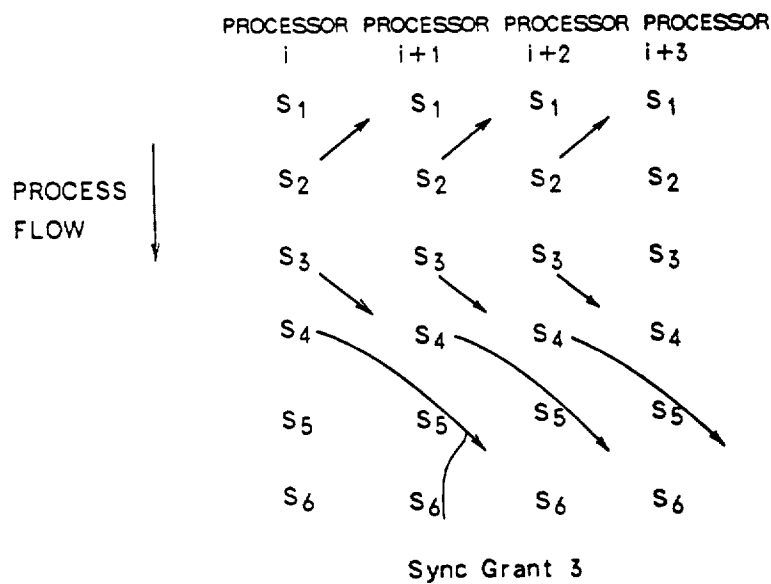 PROCESSOR PROCESSOR PROCESSOR PROCESSOR
i i+1 i+2 i+3
S1 S1 S1 S1
S2 S2 S2 S2
PROCESS
FLOW
S3 S3 S3 S3
S4 S4 S4 S4
S5 S5 S5 S5
S6 S6 S6 S6
Sync Grant 3